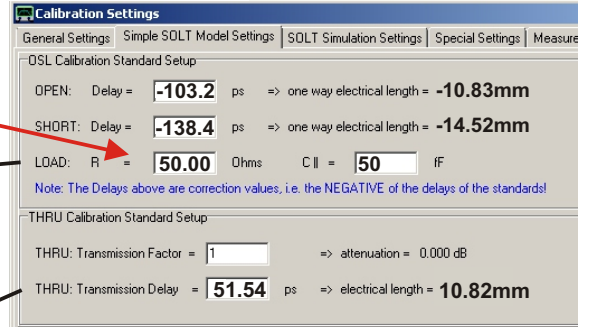 Calibration Settings
General Settings Simple SOLT Model Settings SOLT Simulation Settings Special Settings Measure
OSL Calibration Standard Setup
OPEN: Delay = -103.2 ps => one way electrical length = -10.83mm
SHORT: Delay = -138.4 ps => one way electrical length = -14.52mm
LOAD: R = 50.00 Ohms C || = 50 fF
Note: The Delays above are correction values, i.e. the NEGATIVE of the delays of the standards!
THRU Calibration Standard Setup
THRU: Transmission Factor = 1 => attenuation = 0.000 dB
THRU: Transmission Delay = 51.54 ps => electrical length = 10.82mm